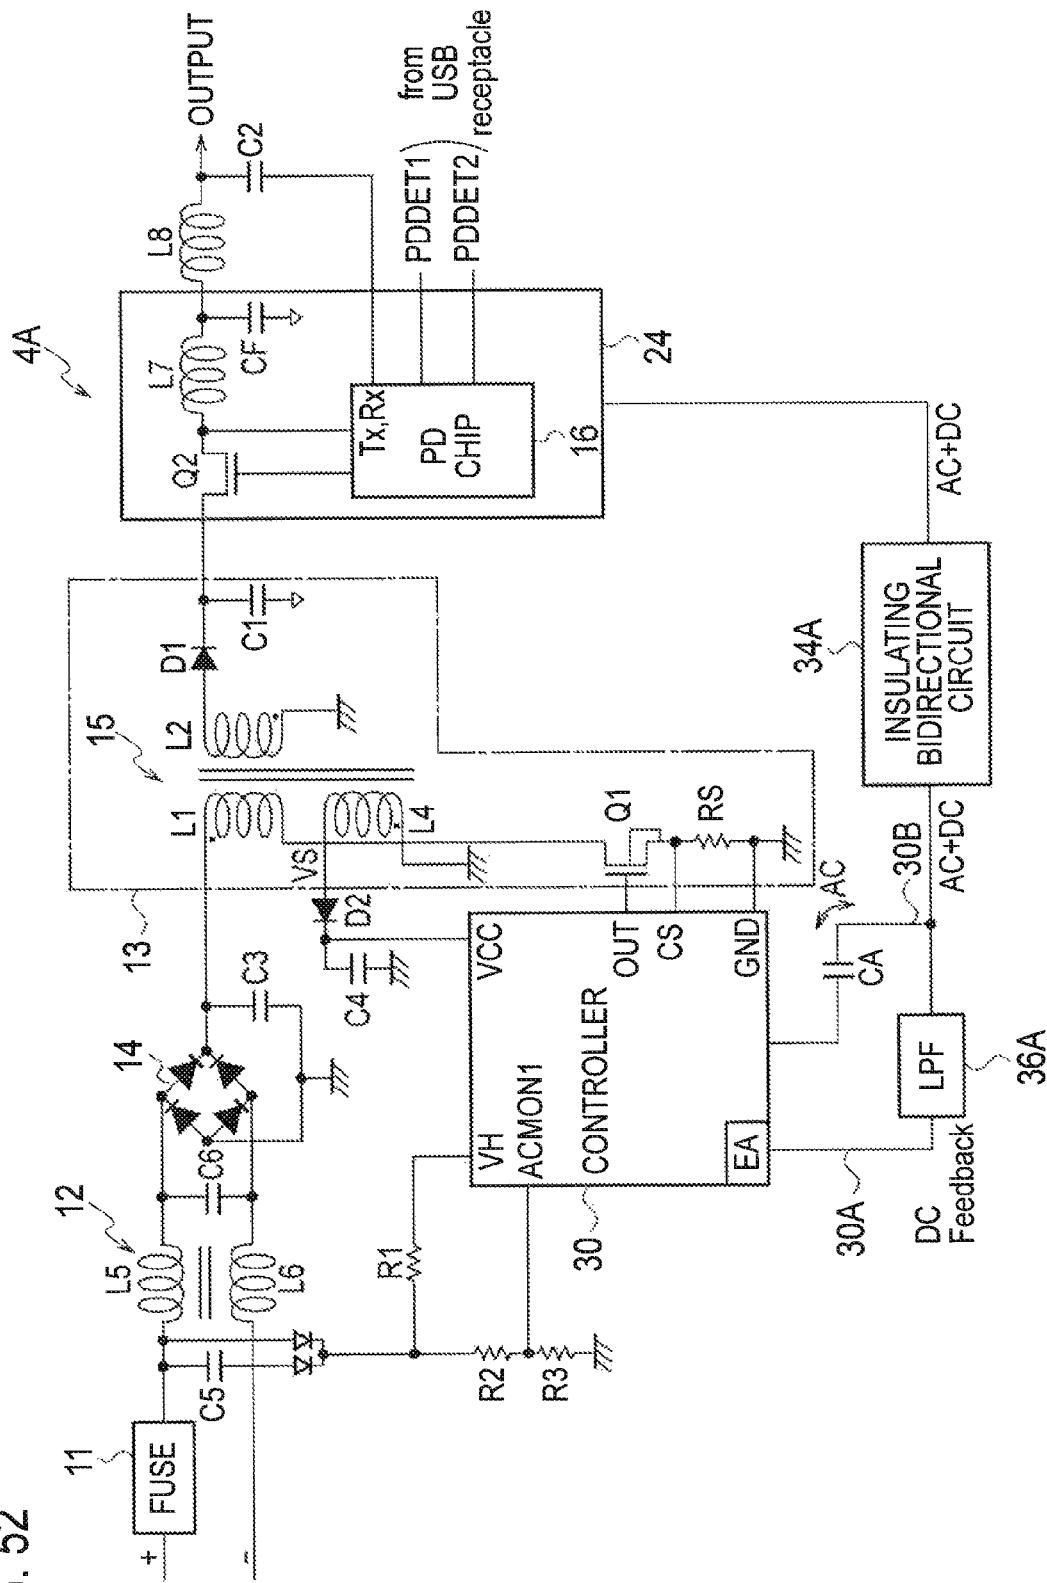 . 52
4A
OUTPUT
C2
L8
from
USB
receptacle
PDDET1
PDDET2
CF
L7
24
Q2
Tx,Rx
PD
CHIP
16
AC+DC
D1
C1
15
L2
L1
L4
VS
D2
C4
Q1
RS
34A
INSULATING
BIDIRECTIONAL
CIRCUIT
13
14
C3
VCC
OUT
CS
GND
AC
30B
AC+DC
CA
12
L5
C6
L6
R1
VH
ACMON1
CONTROLLER
EA
30
LPF
36A
30A
DC
Feedback
11
FUSE
C5
R2
R3
+
-